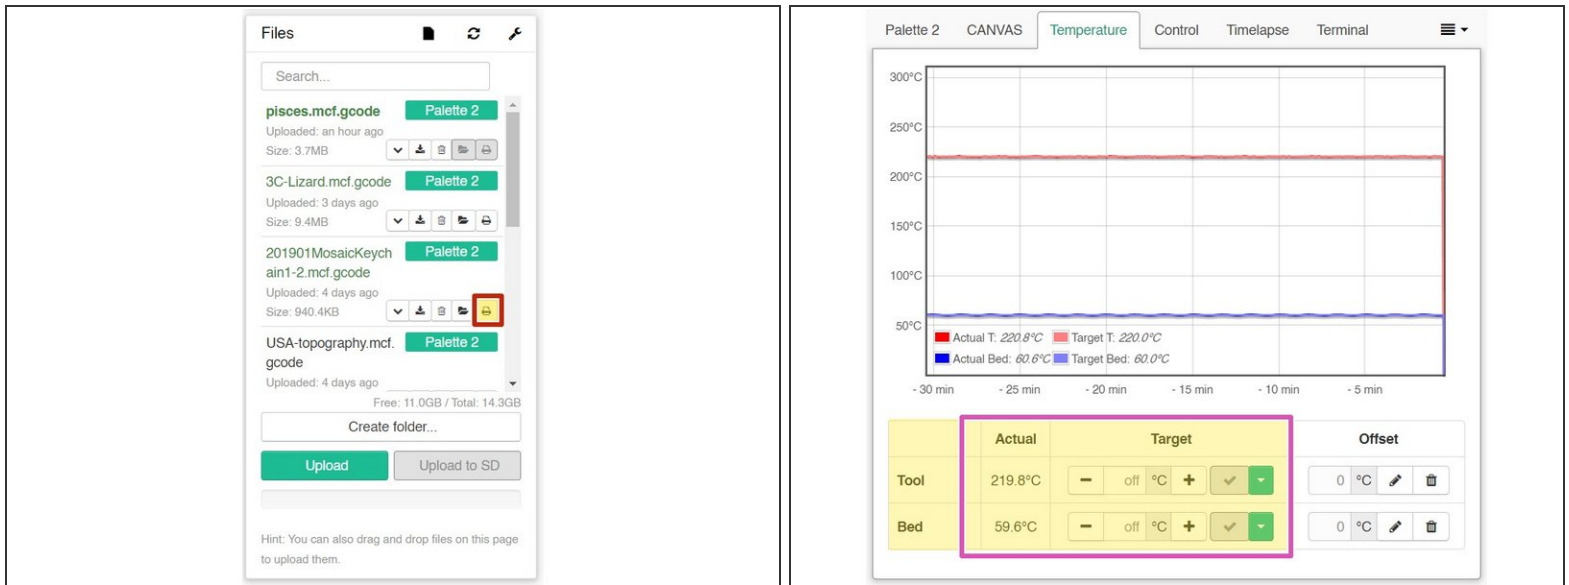 Files
Search...
pisces.mcf.gcode
Palette 2
Uploaded: an hour ago
Size: 3.7MB
3C-Lizard.mcf.gcode
Palette 2
Uploaded: 3 days ago
Size: 9.4MB
201901MosaicKeych
ain1-2.mcf.gcode
Palette 2
Uploaded: 4 days ago
Size: 940.4KB
USA-topography.mcf.
gcode
Palette 2
Uploaded: 4 days ago
Free: 11.0GB / Total: 14.3GB
Create folder...
Upload
Upload to SD
Hint: You can also drag and drop files on this page
to upload them.
Palette 2 CANVAS Temperature Control Timelapse Terminal
300°C
250°C
200°C
150°C
100°C
50°C
Actual T: 220.8°C Target T: 220.0°C
Actual Bed: 60.6°C Target Bed: 60.0°C
- 30 min - 25 min - 20 min - 15 min - 10 min - 5 min
Actual Target Offset
Tool 219.8°C off °C 0 °C
Bed 59.6°C off °C 0 °C